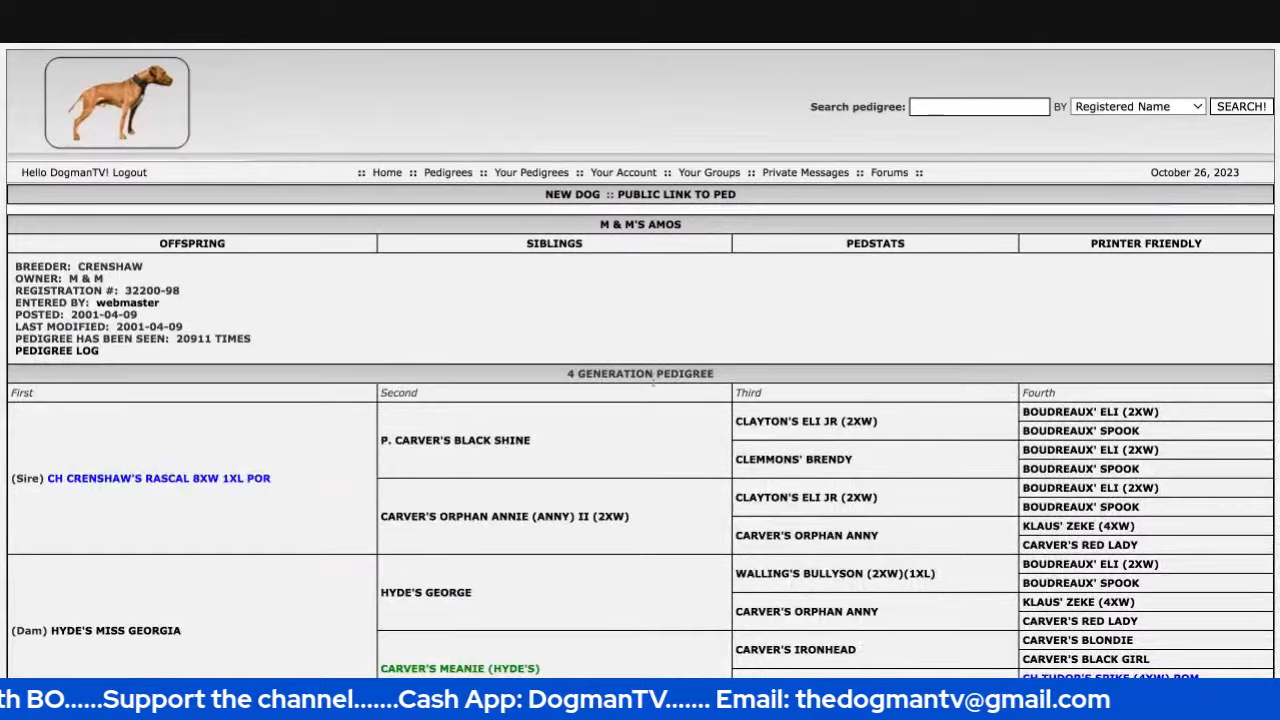 Search pedigree: BY Registered Name SEARCH!
Hello DogmanTV! Logout :: Home :: Pedigrees :: Your Pedigrees :: Your Account :: Your Groups :: Private Messages :: Forums :: October 26, 2023
NEW DOG :: PUBLIC LINK TO PED
M & M'S AMOS
OFFSPRING SIBLINGS PEDSTATS PRINTER FRIENDLY
BREEDER: CRENSHAW
OWNER: M & M
REGISTRATION #: 32200-98
ENTERED BY: webmaster
POSTED: 2001-04-09
LAST MODIFIED: 2001-04-09
PEDIGREE HAS BEEN SEEN: 20911 TIMES
PEDIGREE LOG
4 GENERATION PEDIGREE
First Second Third Fourth
(Sire) CH CRENSHAW'S RASCAL 8XW 1XL POR
(Dam) HYDE'S MISS GEORGIA
P. CARVER'S BLACK SHINE
CARVER'S ORPHAN ANNIE (ANNY) II (2XW)
HYDE'S GEORGE
CARVER'S MEANIE (HYDE'S)
CLAYTON'S ELI JR (2XW)
CLEMMONS' BRENDY
CLAYTON'S ELI JR (2XW)
CARVER'S ORPHAN ANNY
WALLING'S BULLYSON (2XW)(1XL)
CARVER'S ORPHAN ANNY
CARVER'S IRONHEAD
BOUDREAUX' ELI (2XW)
BOUDREAUX' SPOOK
BOUDREAUX' ELI (2XW)
BOUDREAUX' SPOOK
BOUDREAUX' ELI (2XW)
BOUDREAUX' SPOOK
KLAUS' ZEKE (4XW)
CARVER'S RED LADY
BOUDREAUX' ELI (2XW)
BOUDREAUX' SPOOK
KLAUS' ZEKE (4XW)
CARVER'S RED LADY
CARVER'S BLONDIE
CARVER'S BLACK GIRL
CH TUDOR'S SPIKE (4XW) ROM
th BO......Support the channel.......Cash App: DogmanTV....... Email: thedogmantv@gmail.com